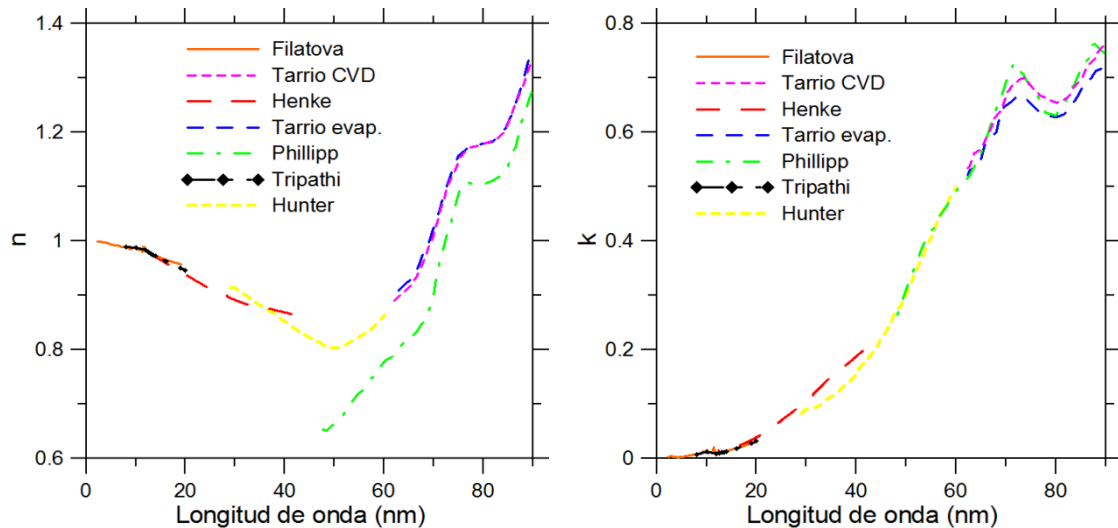 1.4
1.2
1
0.8
0.6
n
Filatova
Tarrio CVD
Henke
Tarrio evap.
Phillipp
Tripathi
Hunter
0
20
40
60
80
Longitud de onda (nm)
0.8
0.6
0.4
0.2
0
k
Filatova
Tarrio CVD
Henke
Tarrio evap.
Phillipp
Tripathi
Hunter
0
20
40
60
80
Longitud de onda (nm)